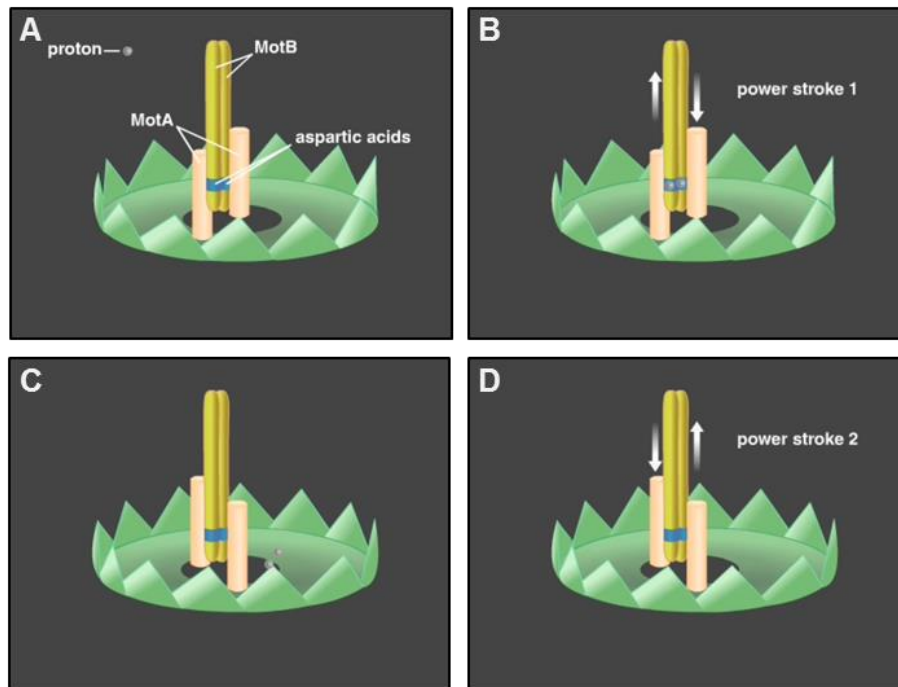 A
proton
MotB
MotA
aspartic acids
B
power stroke 1
C
D
power stroke 2